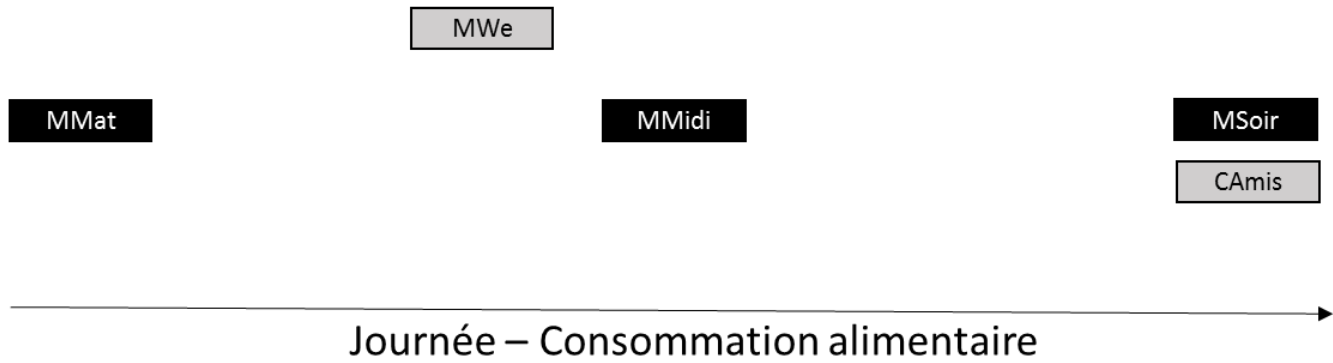 MWe
MMat
MMidi
MSoir
CAmis
Journée – Consommation alimentaire